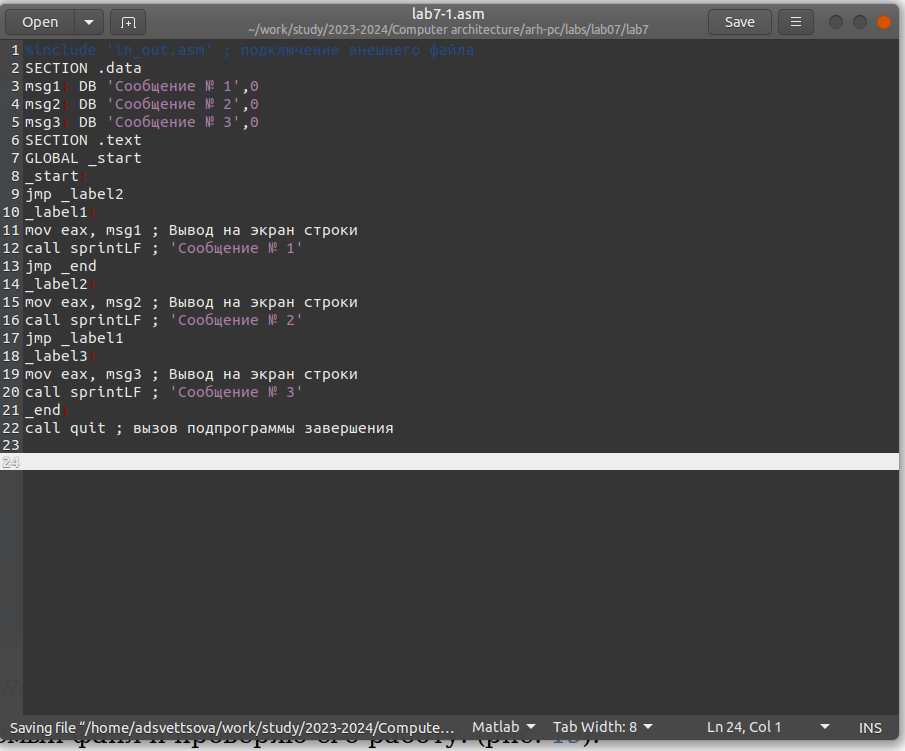 Open
lab7-1.asm
~/work/study/2023-2024/Computer architecture/arh-pc/labs/lab07/lab7
Save
1 %include 'in_out.asm' ; подключение внешнего файла
2 SECTION .data
3 msg1: DB 'Сообщение № 1',0
4 msg2: DB 'Сообщение № 2',0
5 msg3: DB 'Сообщение № 3',0
6 SECTION .text
7 GLOBAL _start
8 _start:
9 jmp _label2
10 _label1:
11 mov eax, msg1 ; Вывод на экран строки
12 call sprintLF ; 'Сообщение № 1'
13 jmp _end
14 _label2:
15 mov eax, msg2 ; Вывод на экран строки
16 call sprintLF ; 'Сообщение № 2'
17 jmp _label1
18 _label3:
19 mov eax, msg3 ; Вывод на экран строки
20 call sprintLF ; 'Сообщение № 3'
21 _end:
22 call quit ; вызов подпрограммы завершения
23
24
Saving file “/home/adsvettsova/work/study/2023-2024/Compute... Matlab Tab Width: 8 Ln 24, Col 1 INS